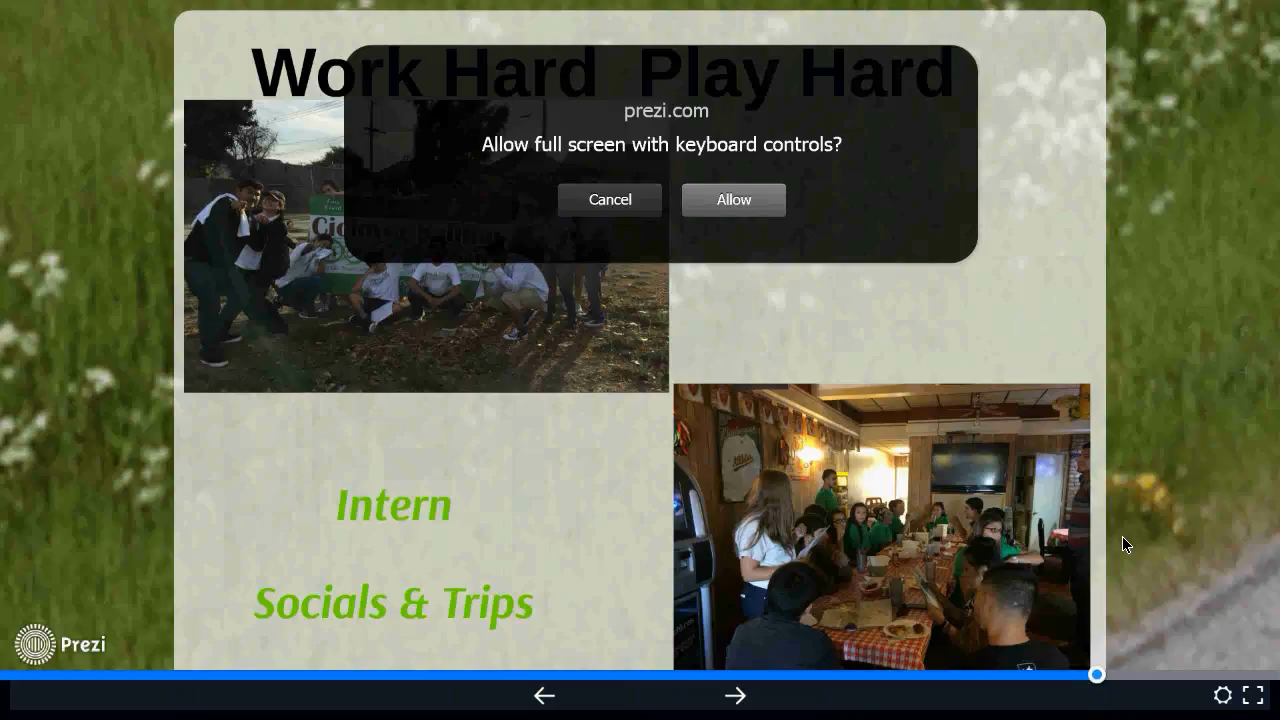 Work Hard Play Hard
prezi.com
Allow full screen with keyboard controls?
Cancel
Allow
Intern
Socials & Trips
Prezi